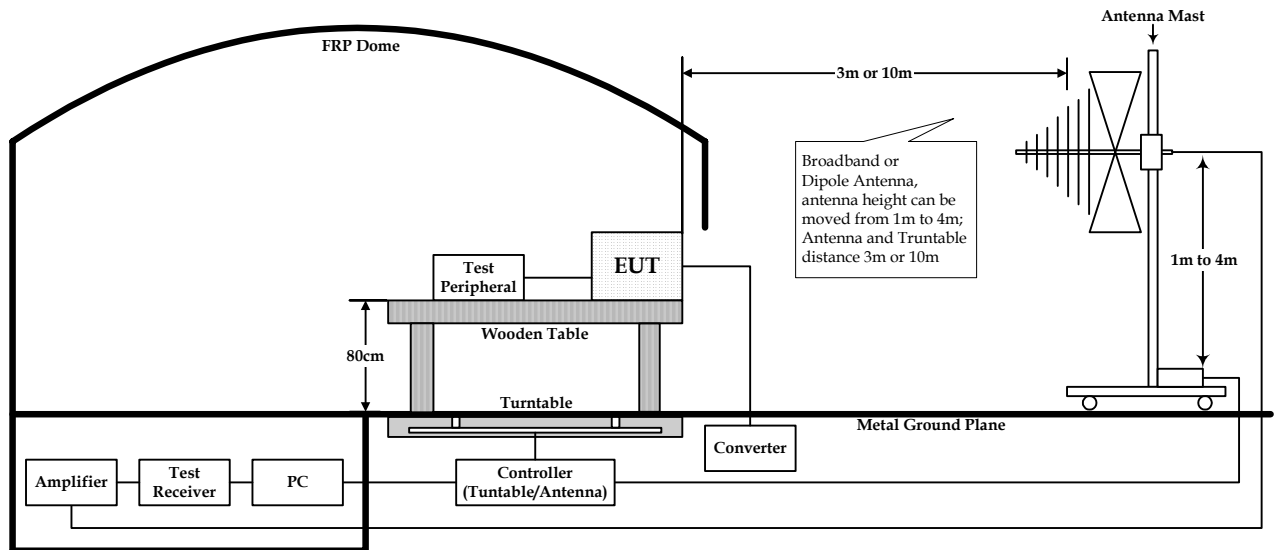 Antenna Mast
FRP Dome
3m or 10m
Broadband or
Dipole Antenna,
antenna height can be
moved from 1m to 4m;
Antenna and Truntable
distance 3m or 10m
Test
Peripheral
EUT
1m to 4m
Wooden Table
80cm
Turntable
Metal Ground Plane
Converter
Amplifier
Test
Receiver
PC
Controller
(Tuntable/Antenna)